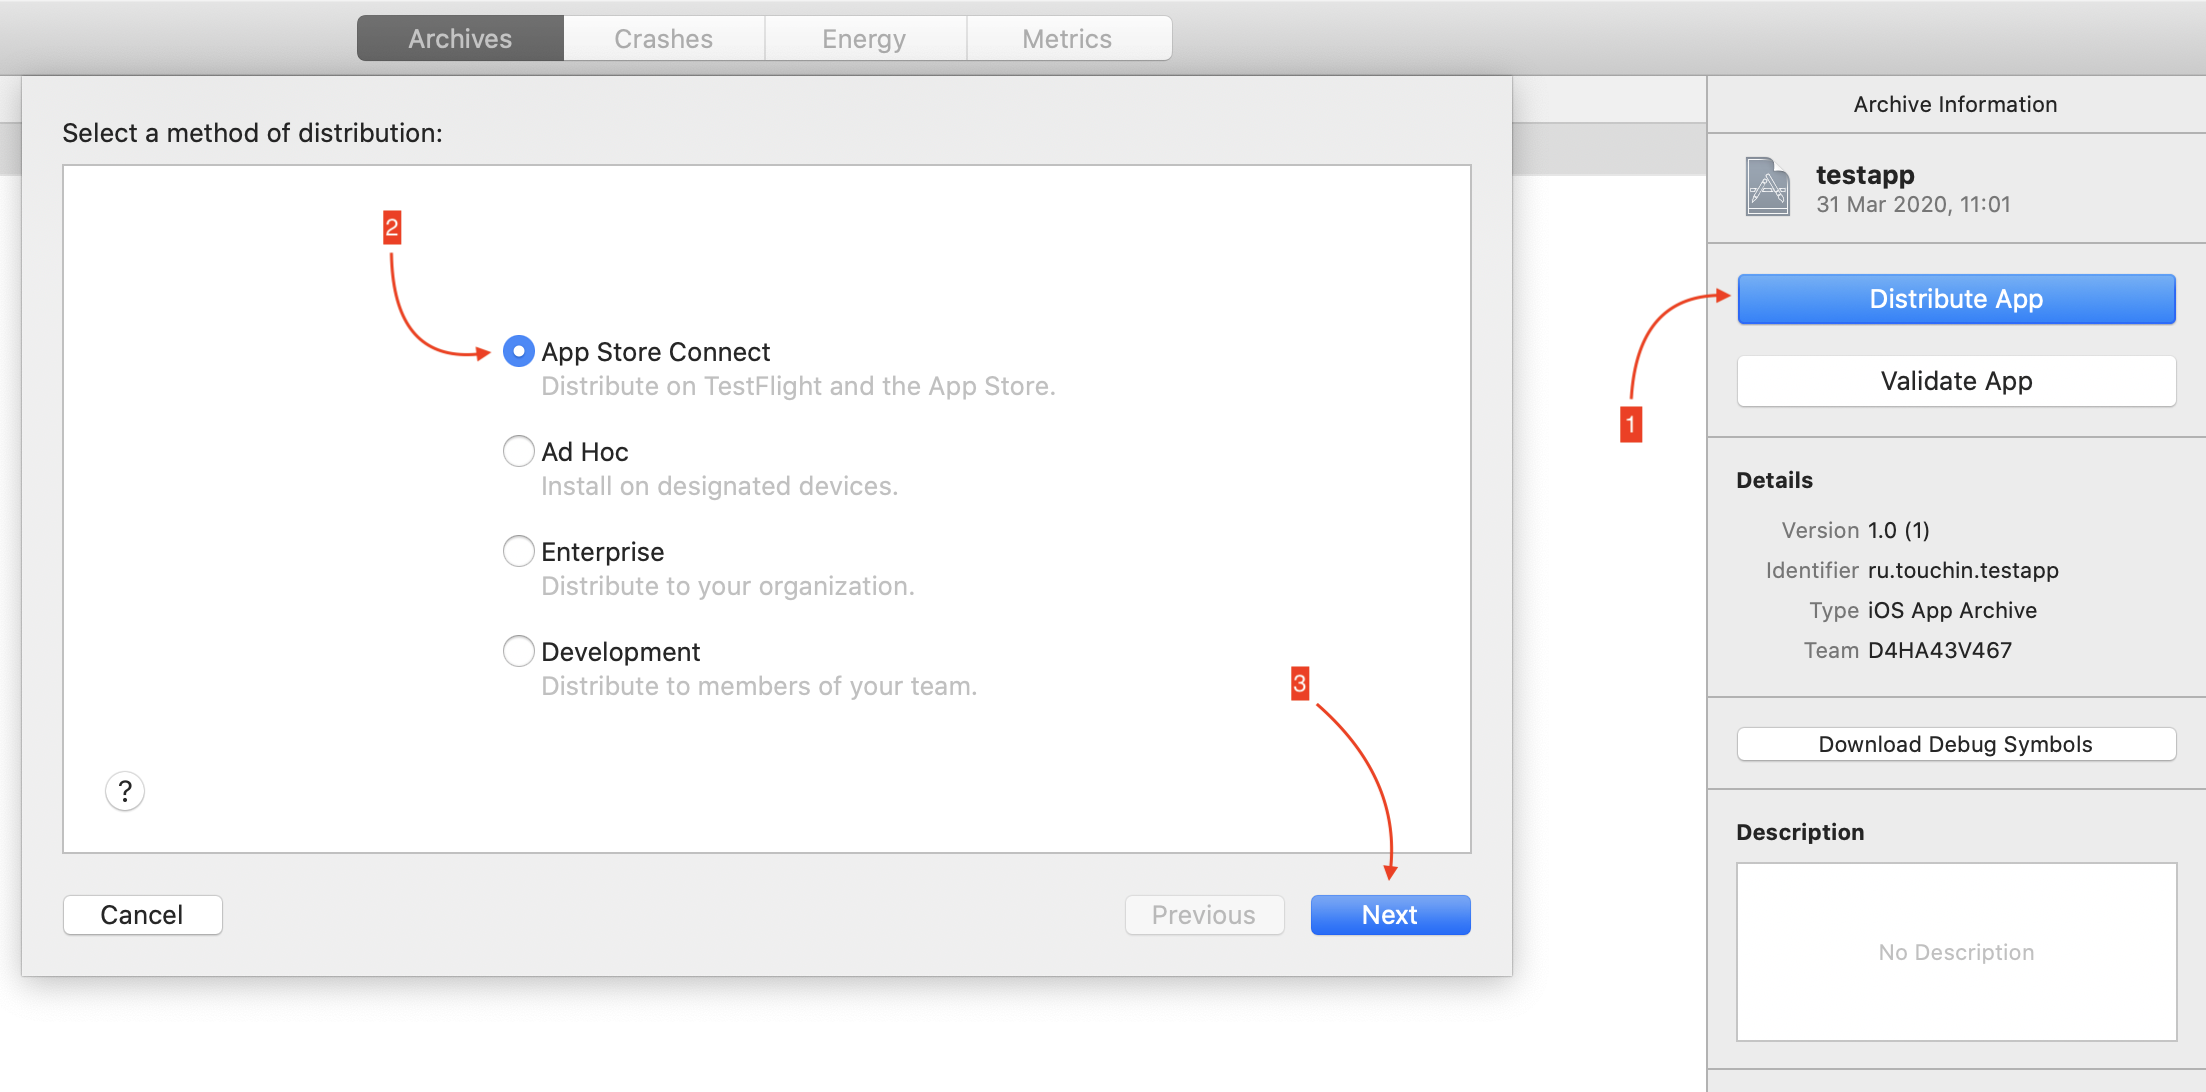 Archives
Crashes
Energy
Metrics
Select a method of distribution:
2
App Store Connect
Distribute on TestFlight and the App Store.
Ad Hoc
Install on designated devices.
Enterprise
Distribute to your organization.
Development
Distribute to members of your team.
3
?
Cancel
Previous
Next
1
Archive Information
testapp
31 Mar 2020, 11:01
Distribute App
Validate App
Details
Version 1.0 (1)
Identifier ru.touchin.testapp
Type iOS App Archive
Team D4HA43V467
Download Debug Symbols
Description
No Description